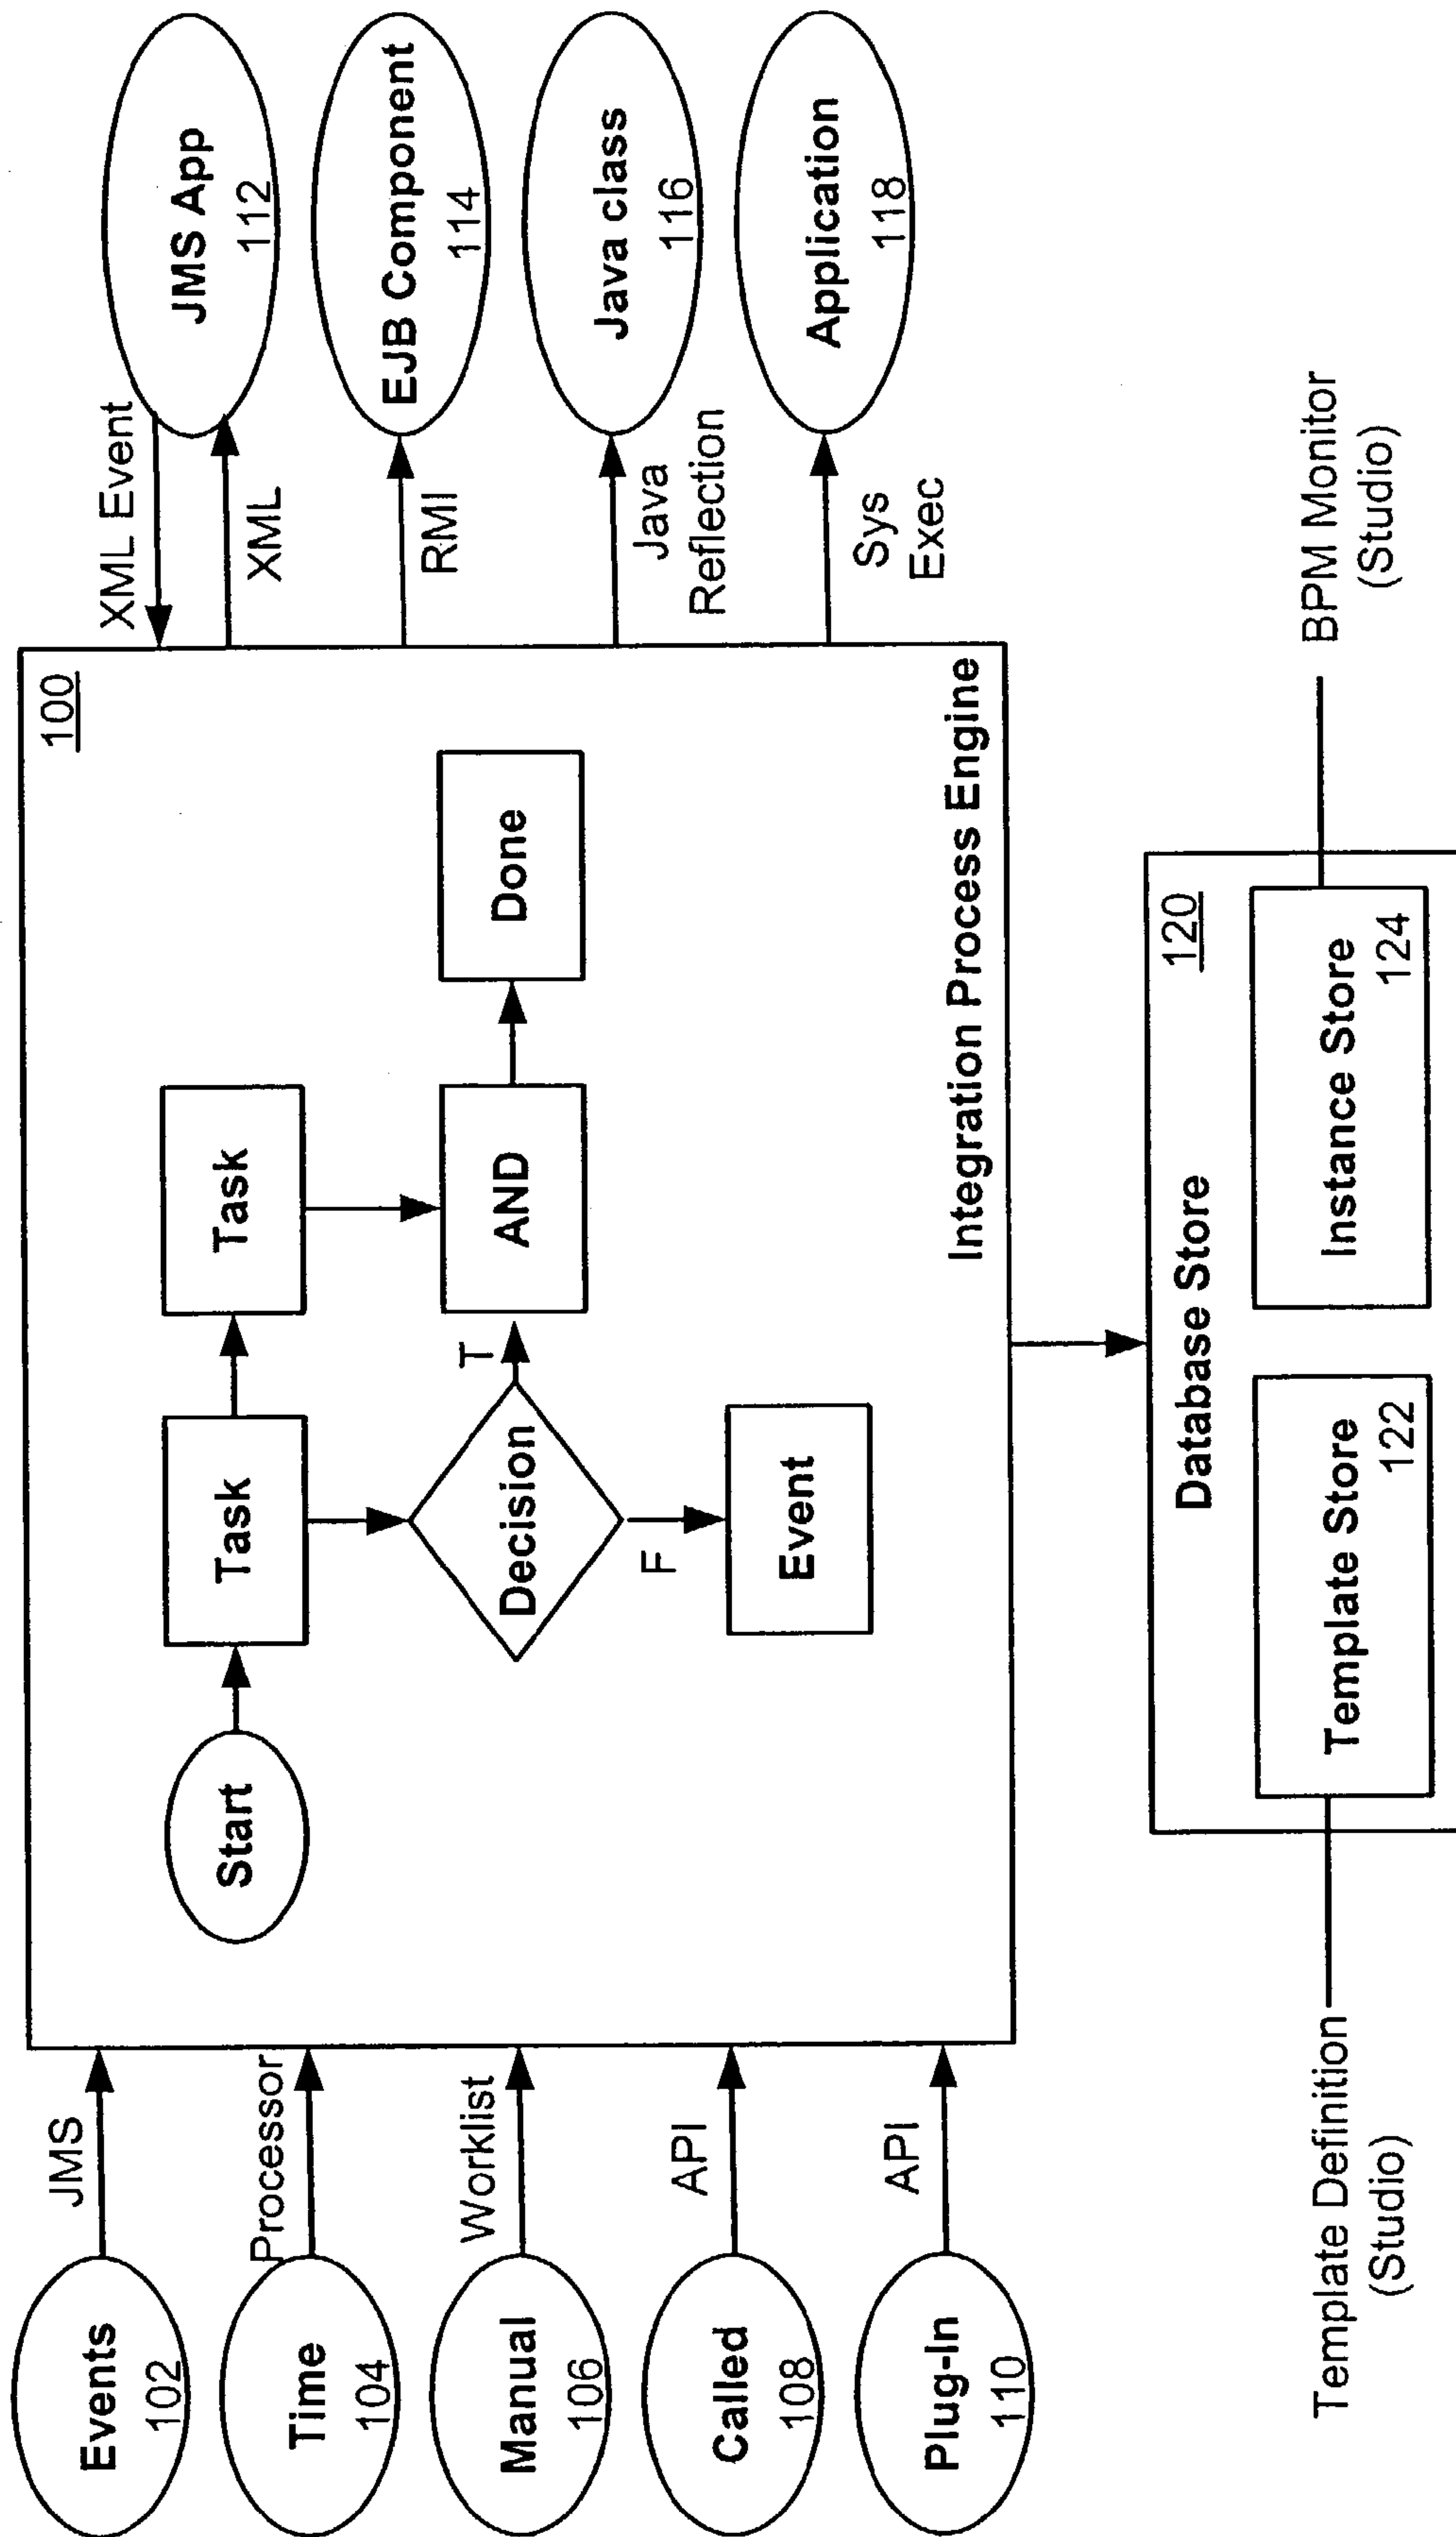 Events
102
JMS
Time
104
Processor
Manual
106
Worklist
Called
108
API
Plug-In
110
API
100
Start
Task
Task
Decision
T
AND
Done
F
Event
Integration Process Engine
XML Event
XML
JMS App
112
RMI
EJB Component
114
Java
Reflection
Java class
116
Sys
Exec
Application
118
Database Store
120
Template Store
122
Instance Store
124
Template Definition
(Studio)
BPM Monitor
(Studio)